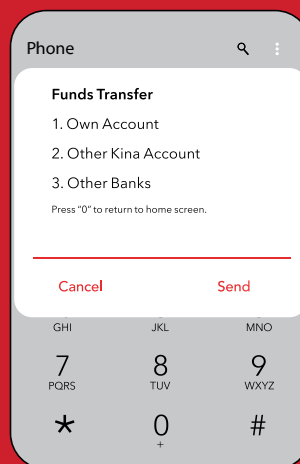 Phone
Funds Transfer
1. Own Account
2. Other Kina Account
3. Other Banks
Press "0" to return to home screen.
Cancel Send
GHI JKL MNO
7 8 9
PQRS TUV WXYZ
* 0 #
+